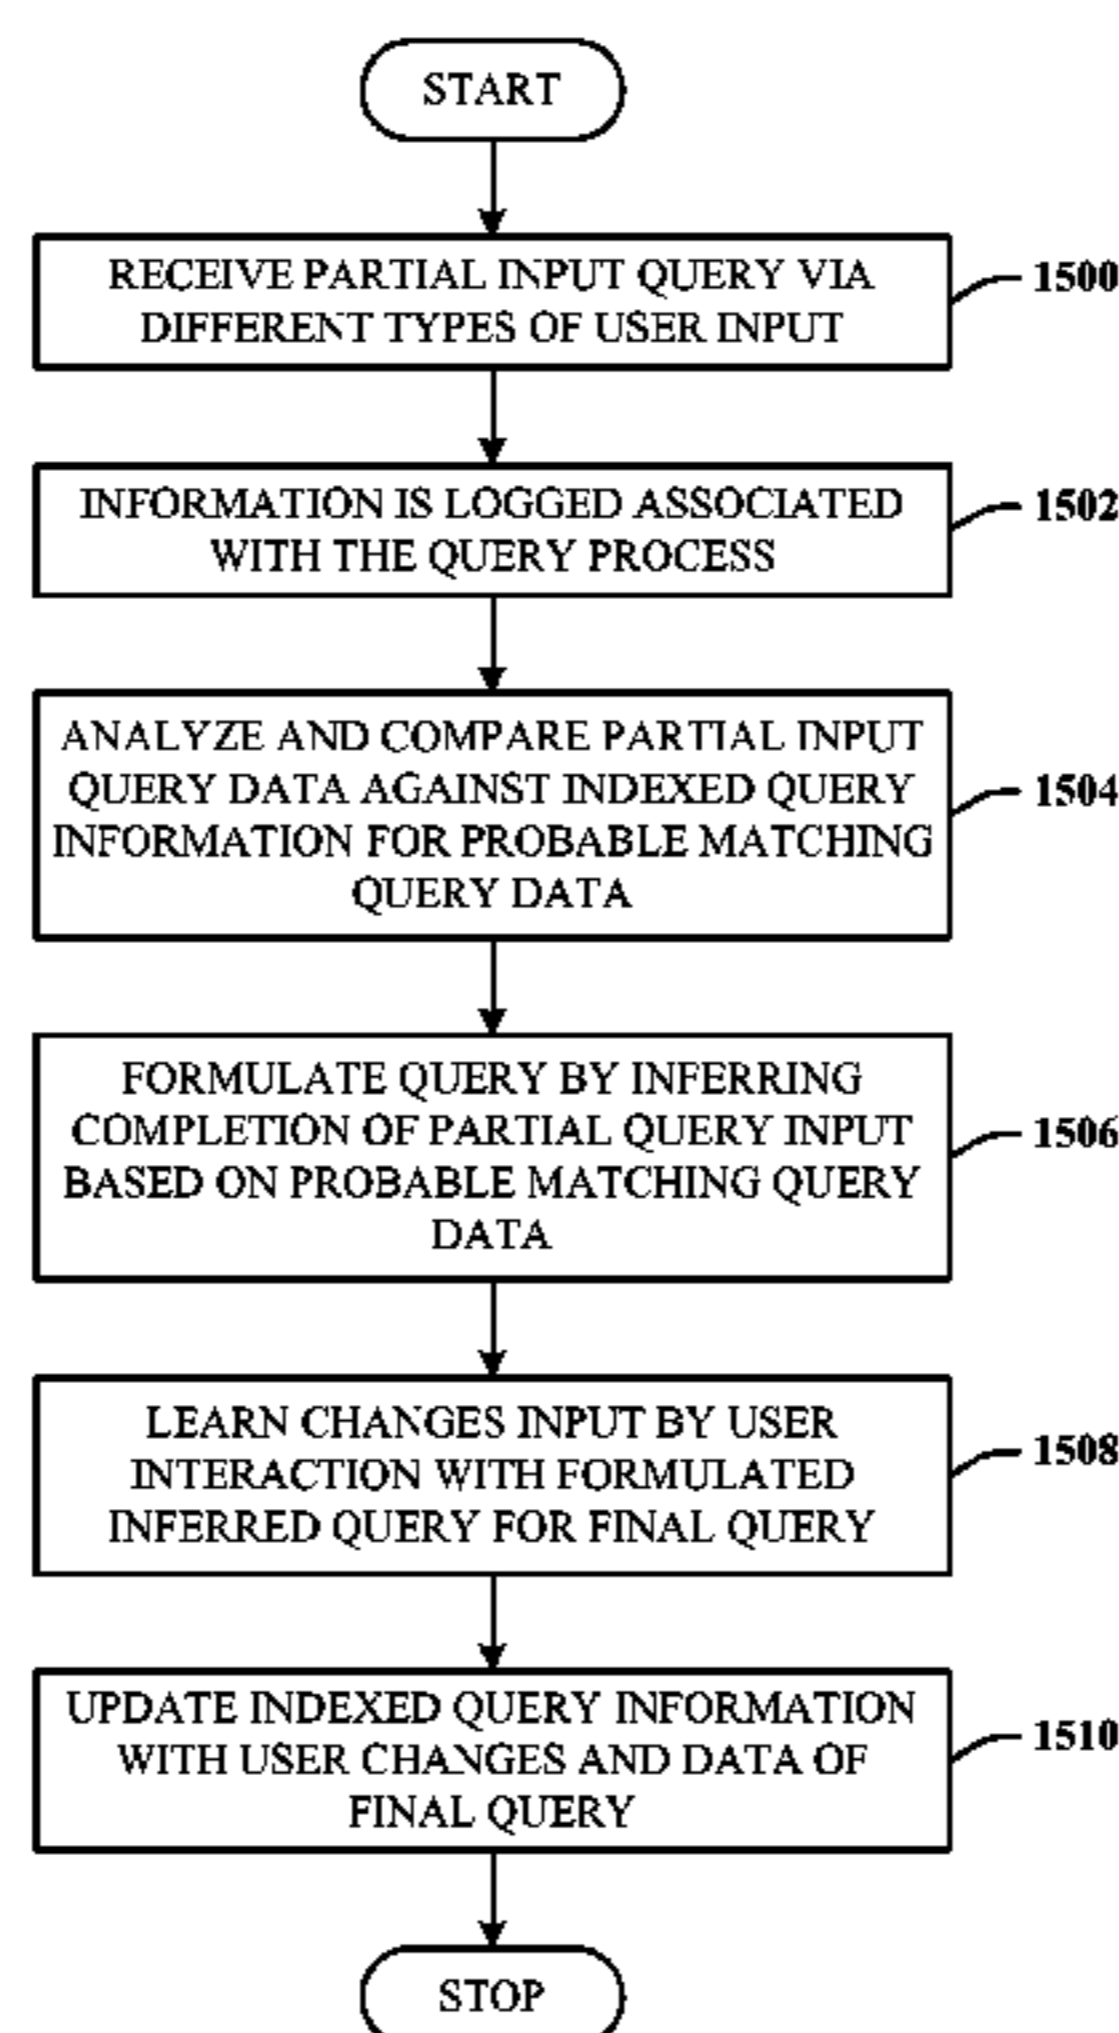 START
RECEIVE PARTIAL INPUT QUERY VIA
DIFFERENT TYPES OF USER INPUT
1500
INFORMATION IS LOGGED ASSOCIATED
WITH THE QUERY PROCESS
1502
ANALYZE AND COMPARE PARTIAL INPUT
QUERY DATA AGAINST INDEXED QUERY
INFORMATION FOR PROBABLE MATCHING
QUERY DATA
1504
FORMULATE QUERY BY INFERRING
COMPLETION OF PARTIAL QUERY INPUT
BASED ON PROBABLE MATCHING QUERY
DATA
1506
LEARN CHANGES INPUT BY USER
INTERACTION WITH FORMULATED
INFERRED QUERY FOR FINAL QUERY
1508
UPDATE INDEXED QUERY INFORMATION
WITH USER CHANGES AND DATA OF
FINAL QUERY
1510
STOP